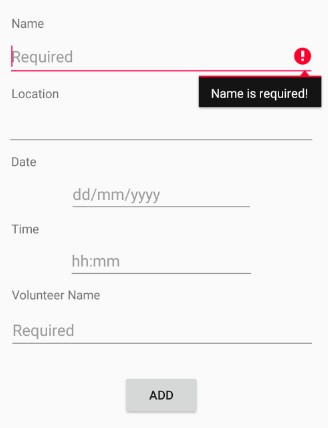 Name
Required
Name is required!
Location
Date
dd/mm/yyyy
Time
hh:mm
Volunteer Name
Required
ADD